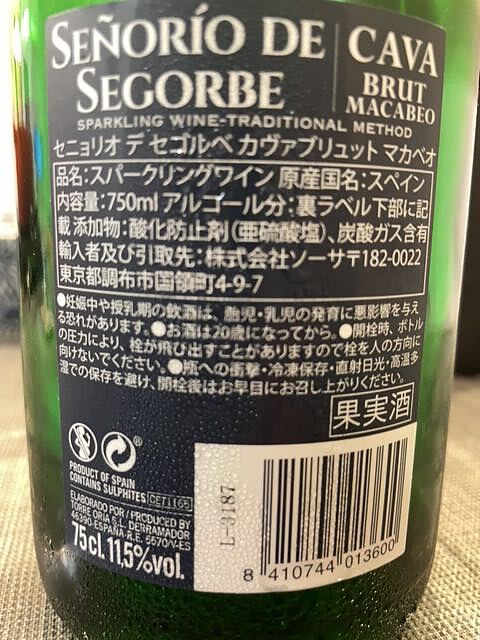 SEÑORÍO DE
SEGORBE
CAVA
BRUT
MACABEO
SPARKLING WINE-TRADITIONAL METHOD
セニョリオ デ セゴルベ カヴァブリュット マカベオ
品名:スパークリングワイン 原産国名:スペイン
内容量:750ml アルコール分:裏ラベル下部に記
載 添加物:酸化防止剤(亜硫酸塩)、炭酸ガス含有
輸入者及び引取先:株式会社ソーサ〒182-0022
東京都調布市国領町4-9-7
●妊娠中や授乳期の飲酒は、胎児・乳児の発育に悪影響を与え
る恐れがあります。●お酒は20歳になってから。●開栓時、ボトル
の圧力により、栓が飛び出すことがありますので栓を人の方向に
向けないでください。●瓶への衝撃・冷凍保存・直射日光・高温多
湿での保存を避け、開栓後はお早目にお召し上がりください。
果実酒
PRODUCT OF SPAIN
CONTAINS SULPHITES CE71165
ELABORADO POR / PRODUCED BY
TORRE ORIA S.L. DERRAMADOR
46390-ESPAÑA-R.E. 5570/V-ES
75cl. 11,5%vol.
L-3187
8 410744 013600